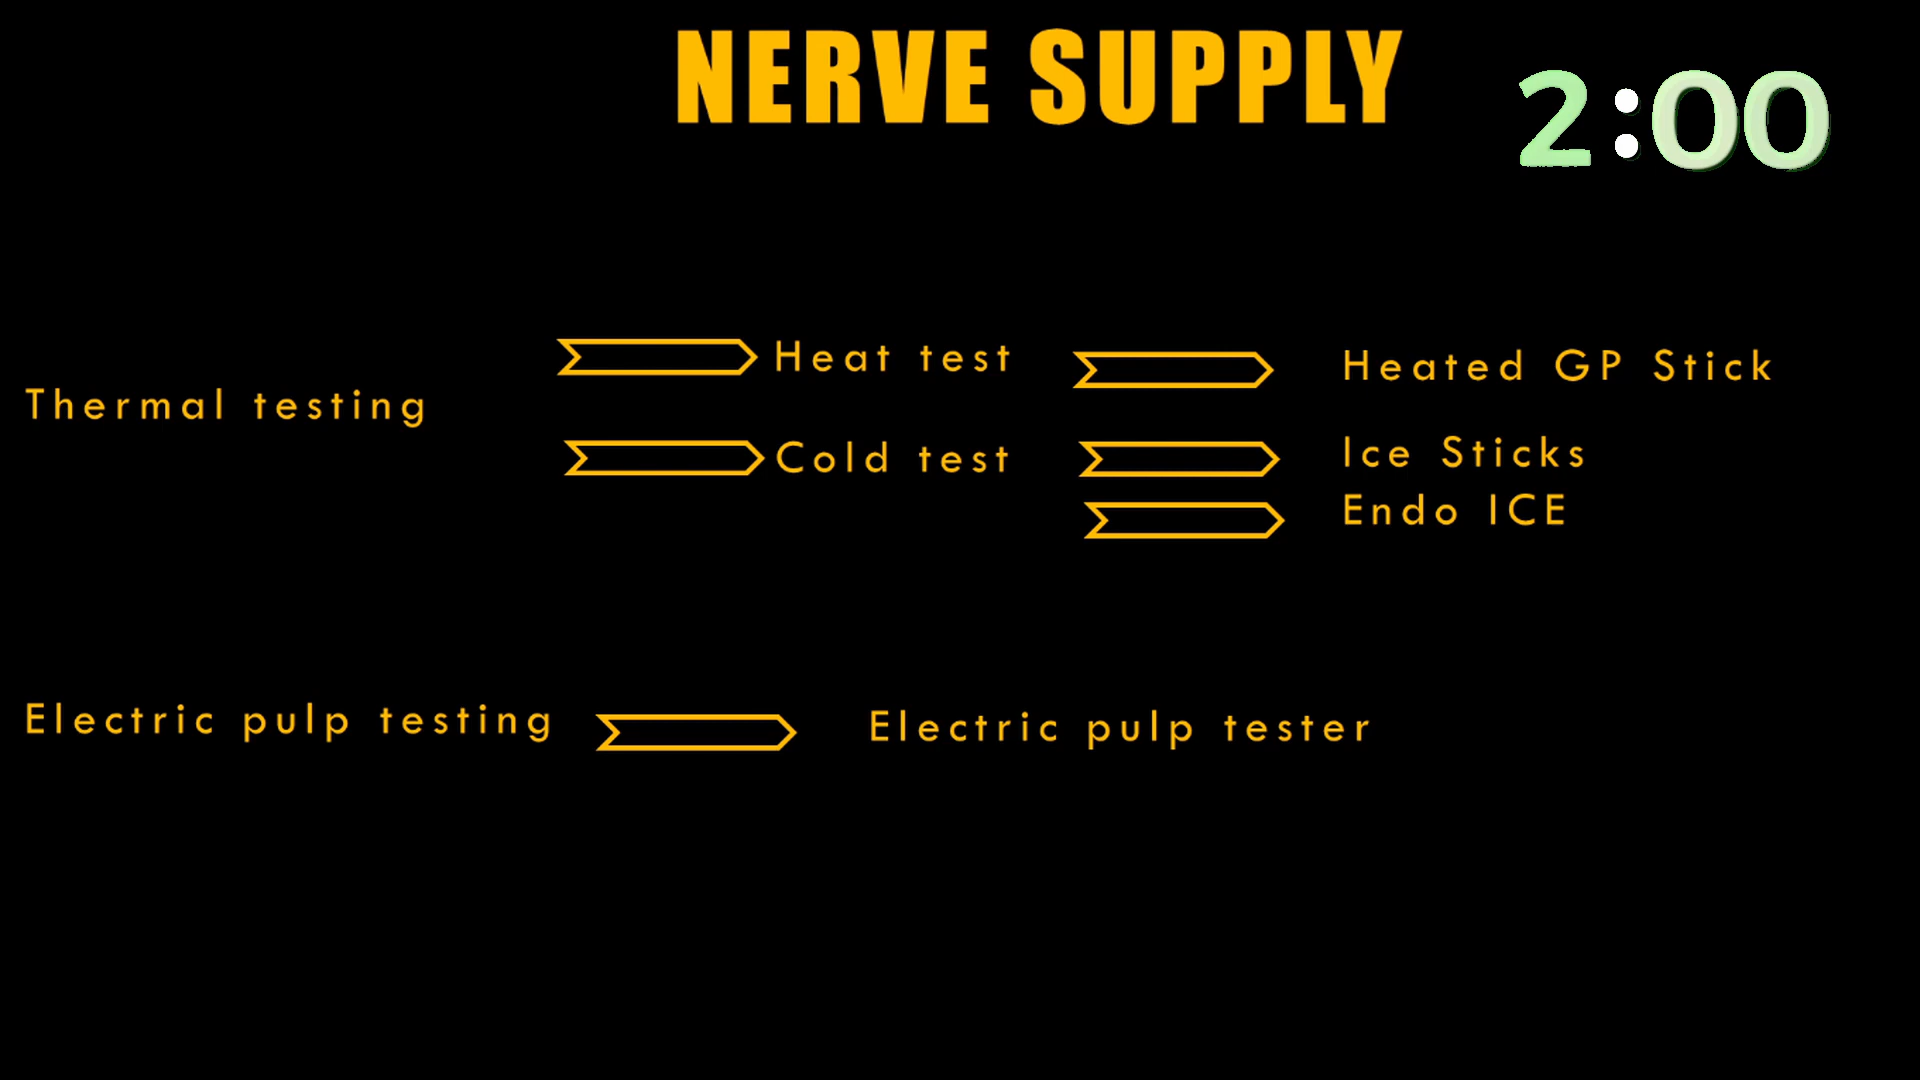 NERVE SUPPLY
2:00
Thermal testing
Heat test
Heated GP Stick
Cold test
Ice Sticks
Endo ICE
Electric pulp testing
Electric pulp tester